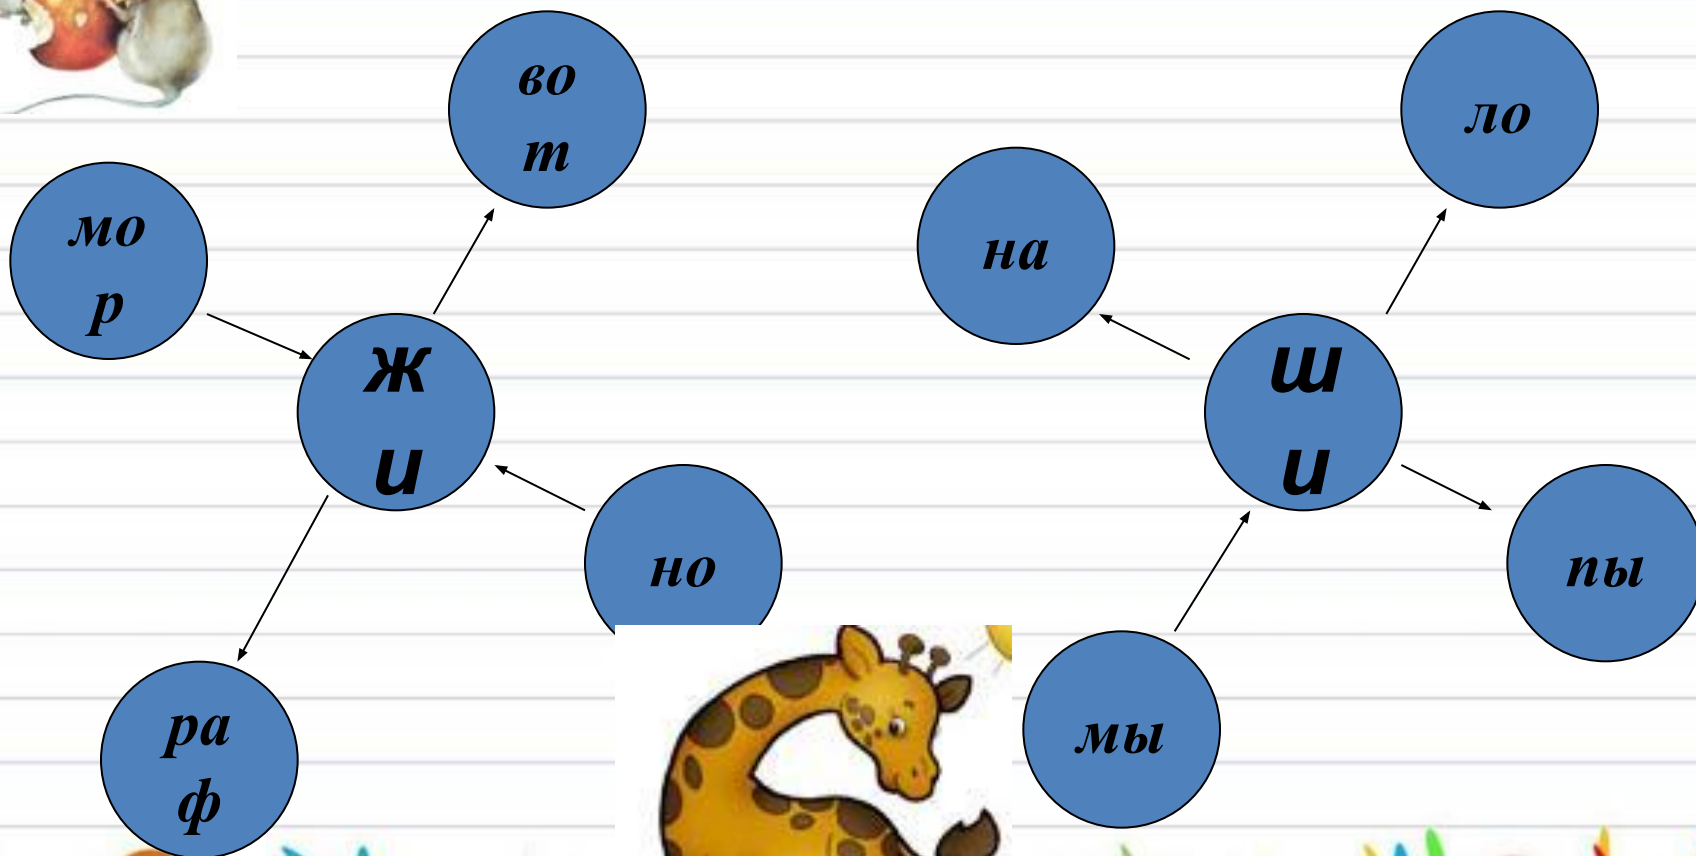 во
т
ло
мо
р
на
ж
и
ш
и
но
пы
ра
ф
мы